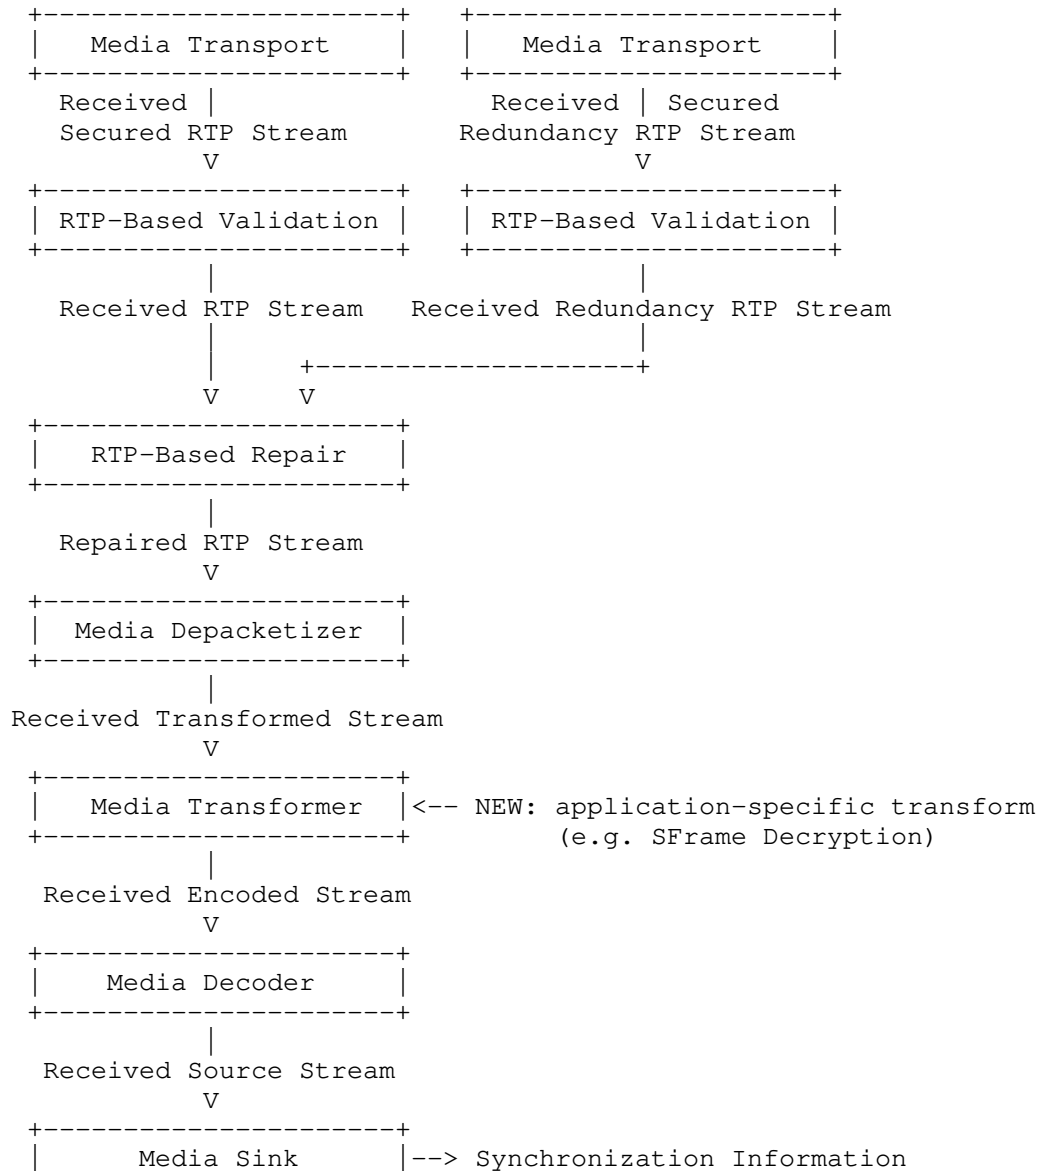 Media Transport Media Transport
Received | Received | Secured
Secured RTP Stream Redundancy RTP Stream
V V
| RTP-Based Validation | | RTP-Based Validation |
Received RTP Stream Received Redundancy RTP Stream
V V
RTP-Based Repair
Repaired RTP Stream
V
Media Depacketizer
Received Transformed Stream
V
Media Transformer |<-- NEW: application-specific transform
(e.g. SFrame Decryption)
Received Encoded Stream
V
Media Decoder
Received Source Stream
V
Media Sink |--> Synchronization Information